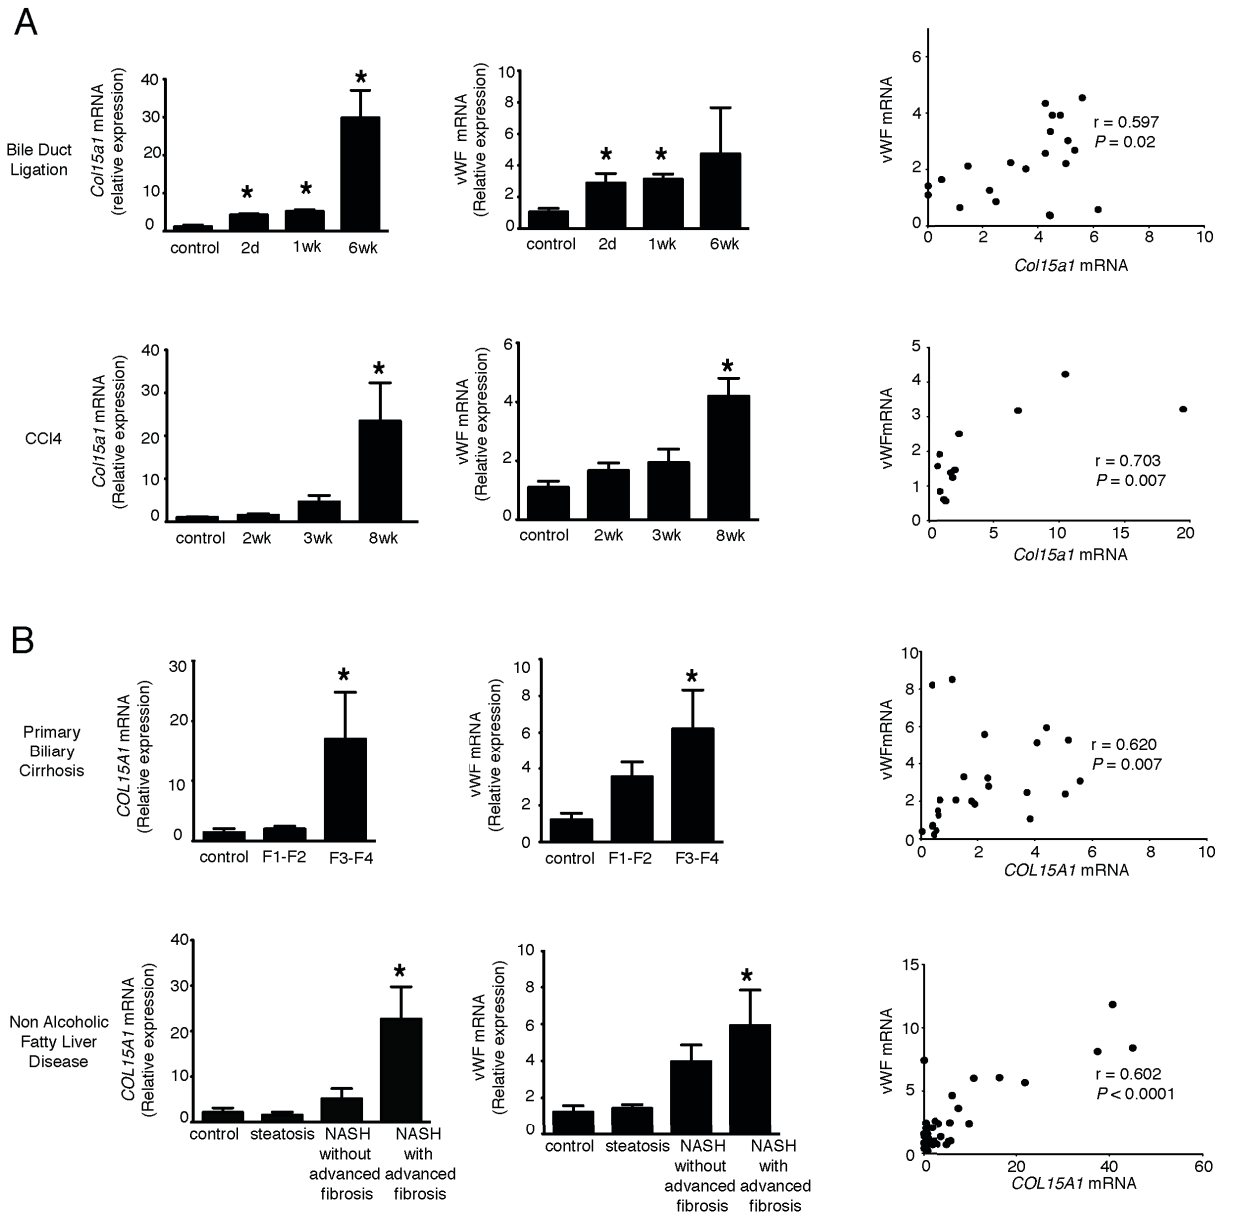 A
Bile Duct
Ligation
Col15a1 mRNA
(relative expression)
40
30
20
10
0
*
*
*
control 2d 1wk 6wk
vWF mRNA
(Relative expression)
10
8
6
4
2
0
*
*
control 2d 1wk 6wk
vWF mRNA
6
4
2
0
r = 0.597
P = 0.02
0 2 4 6 8 10
Col15a1 mRNA
CCl4
Col15a1 mRNA
(Relative expression)
40
30
20
10
0
*
control 2wk 3wk 8wk
vWF mRNA
(Relative expression)
6
4
2
0
*
control 2wk 3wk 8wk
vWFmRNA
5
4
3
2
1
0
r = 0.703
P = 0.007
0 5 10 15 20
Col15a1 mRNA
B
Primary
Biliary
Cirrhosis
COL15A1 mRNA
(Relative expression)
30
20
10
0
*
control F1-F2 F3-F4
vWF mRNA
(Relative expression)
10
8
6
4
2
0
*
control F1-F2 F3-F4
vWFmRNA
10
8
6
4
2
0
r = 0.620
P = 0.007
0 2 4 6 8 10
COL15A1 mRNA
Non Alcoholic
Fatty Liver
Disease
COL15A1 mRNA
(Relative expression)
40
30
20
10
0
*
control steatosis NASH NASH
without with
advanced advanced
fibrosis fibrosis
vWF mRNA
(Relative expression)
10
8
6
4
2
0
*
control steatosis NASH NASH
without with
advanced advanced
fibrosis fibrosis
vWF mRNA
15
10
5
0
r = 0.602
P < 0.0001
0 20 40 60
COL15A1 mRNA